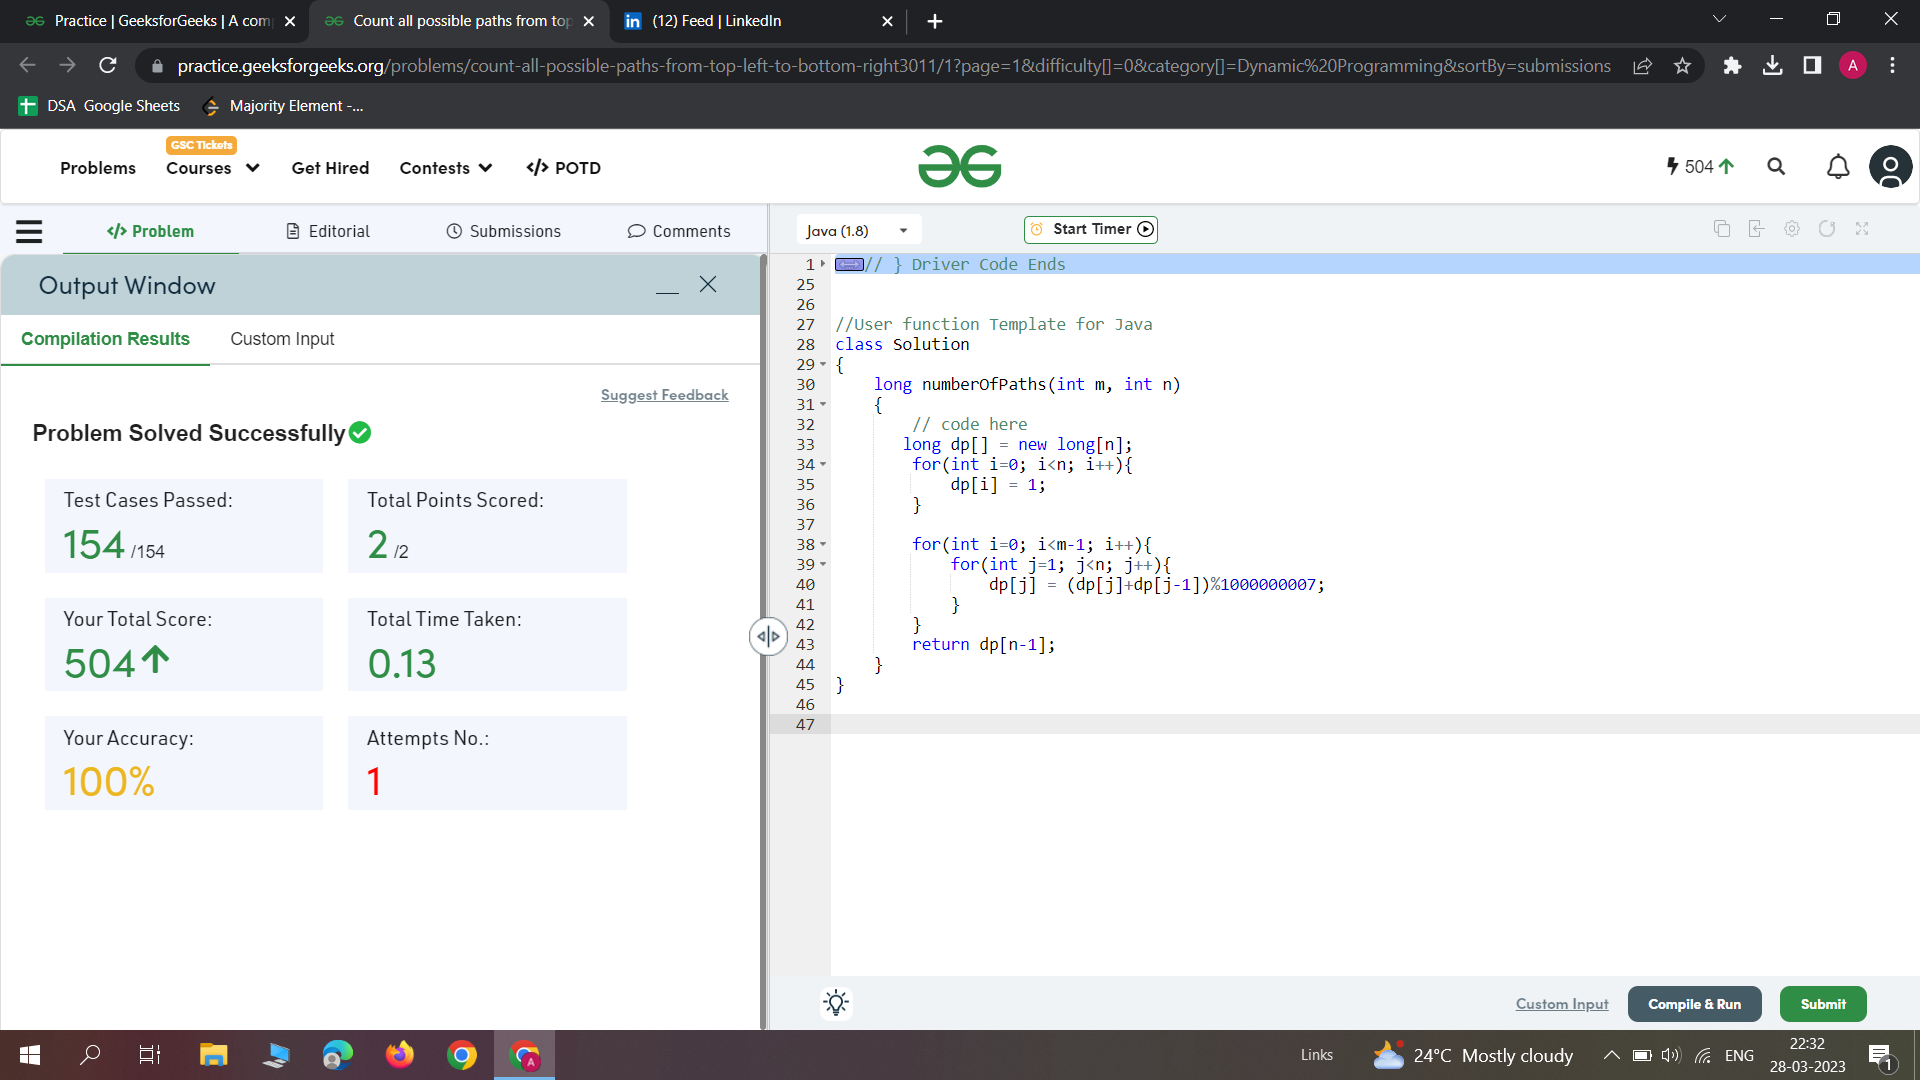 Practice | GeeksforGeeks | A com
Count all possible paths from top
(12) Feed | LinkedIn
practice.geeksforgeeks.org/problems/count-all-possible-paths-from-top-left-to-bottom-right3011/1?page=1&difficulty[]=0&category[]=Dynamic%20Programming&sortBy=submissions
A
DSA Google Sheets
Majority Element -...
Problems
GSC Tickets
Courses
Get Hired
Contests
</> POTD
504
</> Problem
Editorial
Submissions
Comments
Java (1.8)
Start Timer
Output Window
Compilation Results
Custom Input
Suggest Feedback
Problem Solved Successfully
Test Cases Passed:
154 /154
Total Points Scored:
2 /2
Your Total Score:
504
Total Time Taken:
0.13
Your Accuracy:
100%
Attempts No.:
1
1 // } Driver Code Ends
25
26
27 //User function Template for Java
28 class Solution
29 {
30 long numberOfPaths(int m, int n)
31 {
32 // code here
33 long dp[] = new long[n];
34 for(int i=0; i<n; i++){
35 dp[i] = 1;
36 }
37
38 for(int i=0; i<m-1; i++){
39 for(int j=1; j<n; j++){
40 dp[j] = (dp[j]+dp[j-1])%1000000007;
41 }
42 }
43 return dp[n-1];
44 }
45 }
46
47
Custom Input
Compile & Run
Submit
Links
24°C Mostly cloudy
ENG
22:32
28-03-2023
1